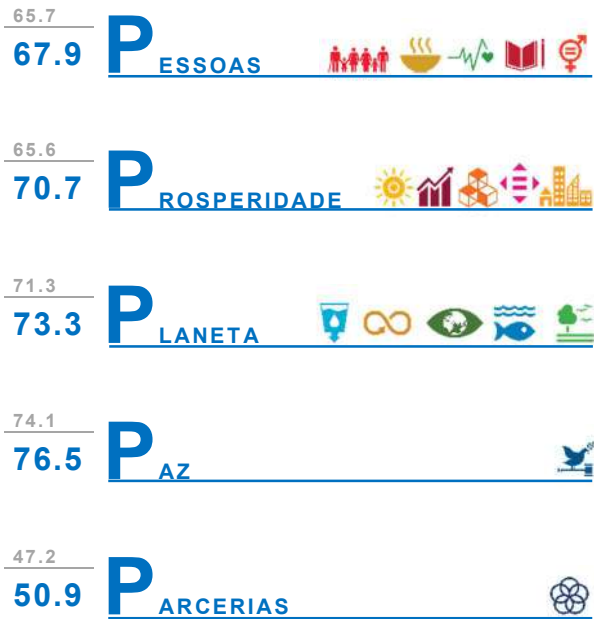 65.7
67.9 PESSOAS
65.6
70.7 PROSPERIDADE
71.3
73.3 PLANETA
74.1
76.5 PAZ
47.2
50.9 PARCERIAS